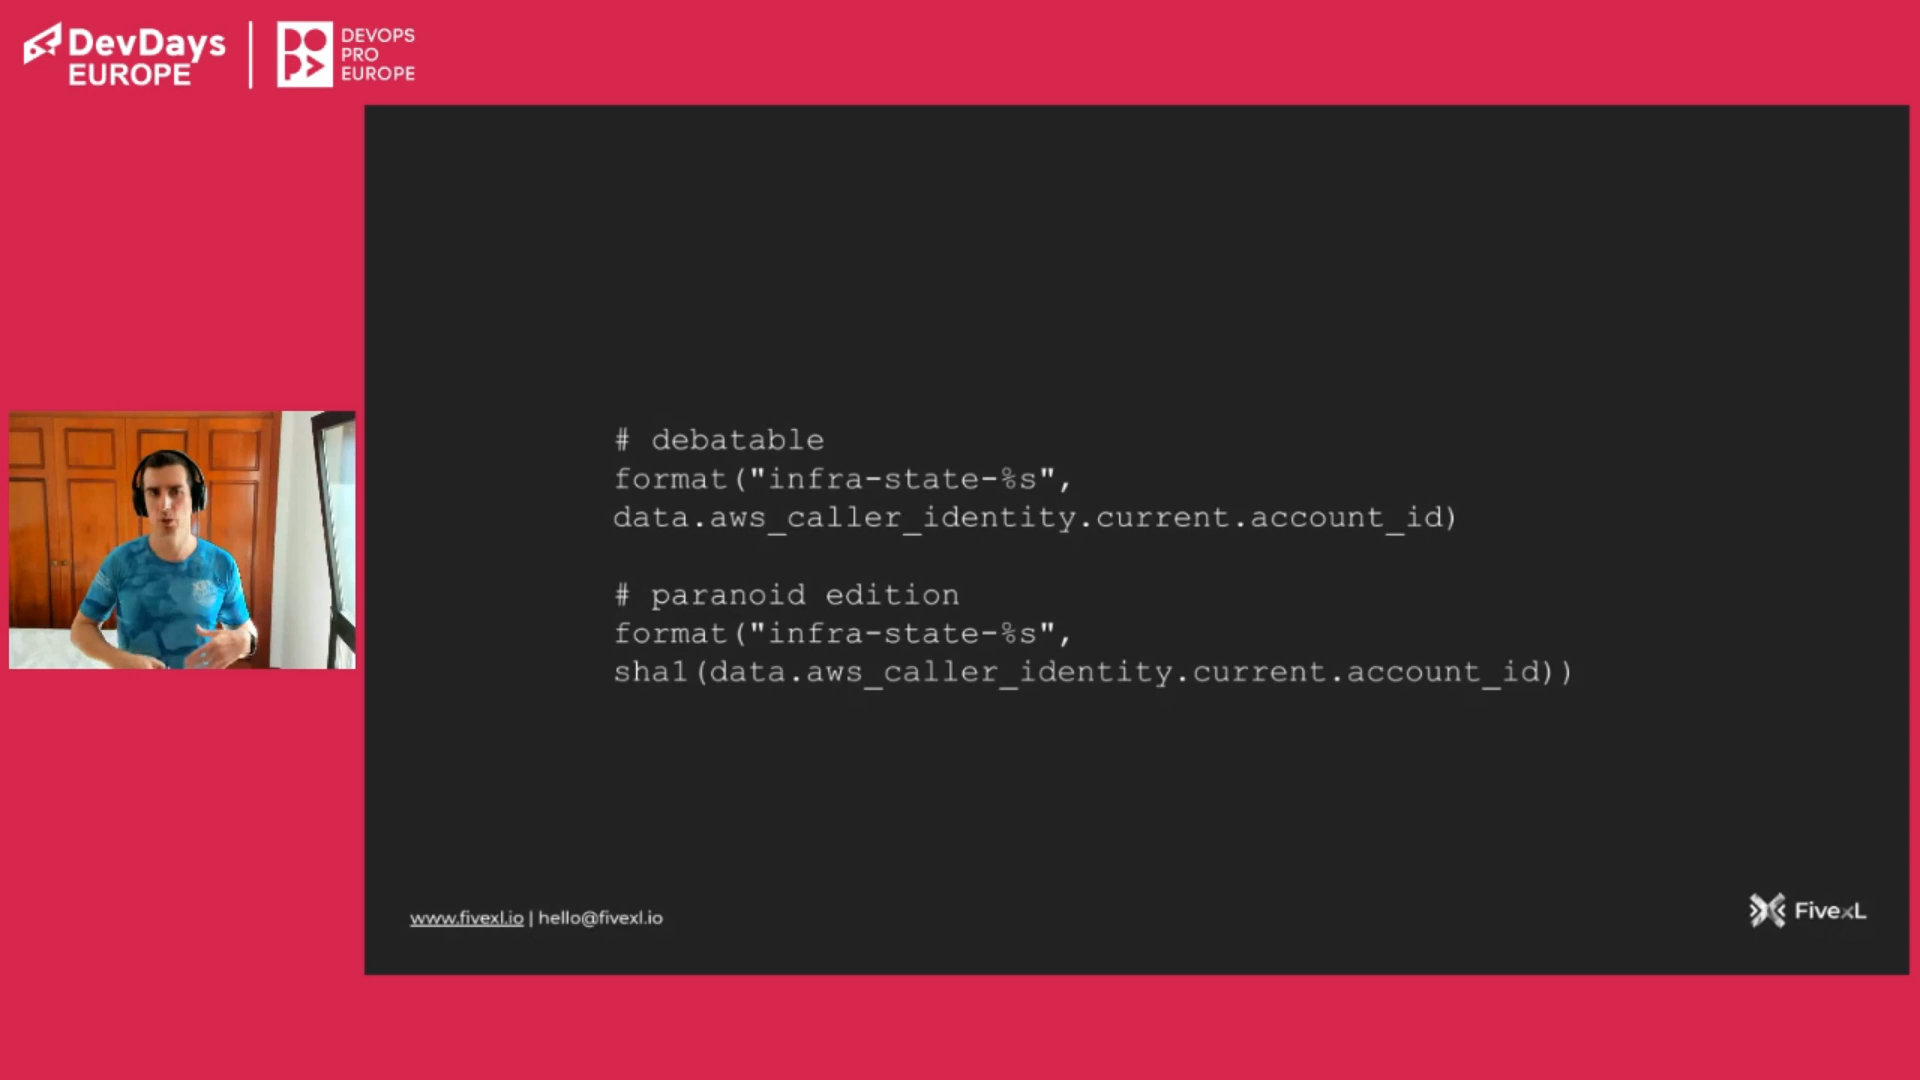 DevDays
EUROPE
DEVOPS
PRO
EUROPE
# debatable
format("infra-state-%s",
data.aws_caller_identity.current.account_id)
# paranoid edition
format("infra-state-%s",
sha1(data.aws_caller_identity.current.account_id))
www.fivexl.io | hello@fivexl.io
FivexL